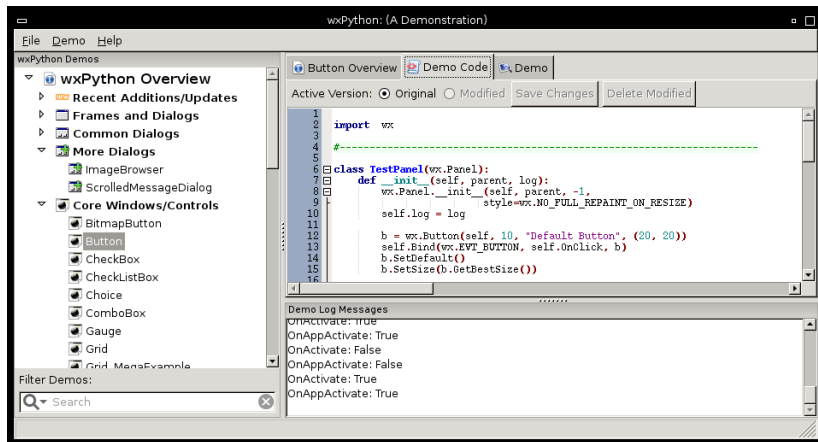 wxPython: (A Demonstration)
File Demo Help
wxPython Demos
wxPython Overview
Recent Additions/Updates
Frames and Dialogs
Common Dialogs
More Dialogs
ImageBrowser
ScrolledMessageDialog
Core Windows/Controls
BitmapButton
Button
CheckBox
CheckListBox
Choice
ComboBox
Gauge
Grid
Grid_MegaExample
Filter Demos:
Search
Button Overview Demo Code Demo
Active Version: Original Modified Save Changes Delete Modified
1
2 import wx
3
4 #----------------------------------------------------------------------
5
6 class TestPanel(wx.Panel):
7 def __init__(self, parent, log):
8 wx.Panel.__init__(self, parent, -1,
9 style=wx.NO_FULL_REPAINT_ON_RESIZE)
10 self.log = log
11
12 b = wx.Button(self, 10, "Default Button", (20, 20))
13 self.Bind(wx.EVT_BUTTON, self.OnClick, b)
14 b.SetDefault()
15 b.SetSize(b.GetBestSize())
16
Demo Log Messages
OnActivate: True
OnAppActivate: True
OnActivate: False
OnAppActivate: False
OnActivate: True
OnAppActivate: True